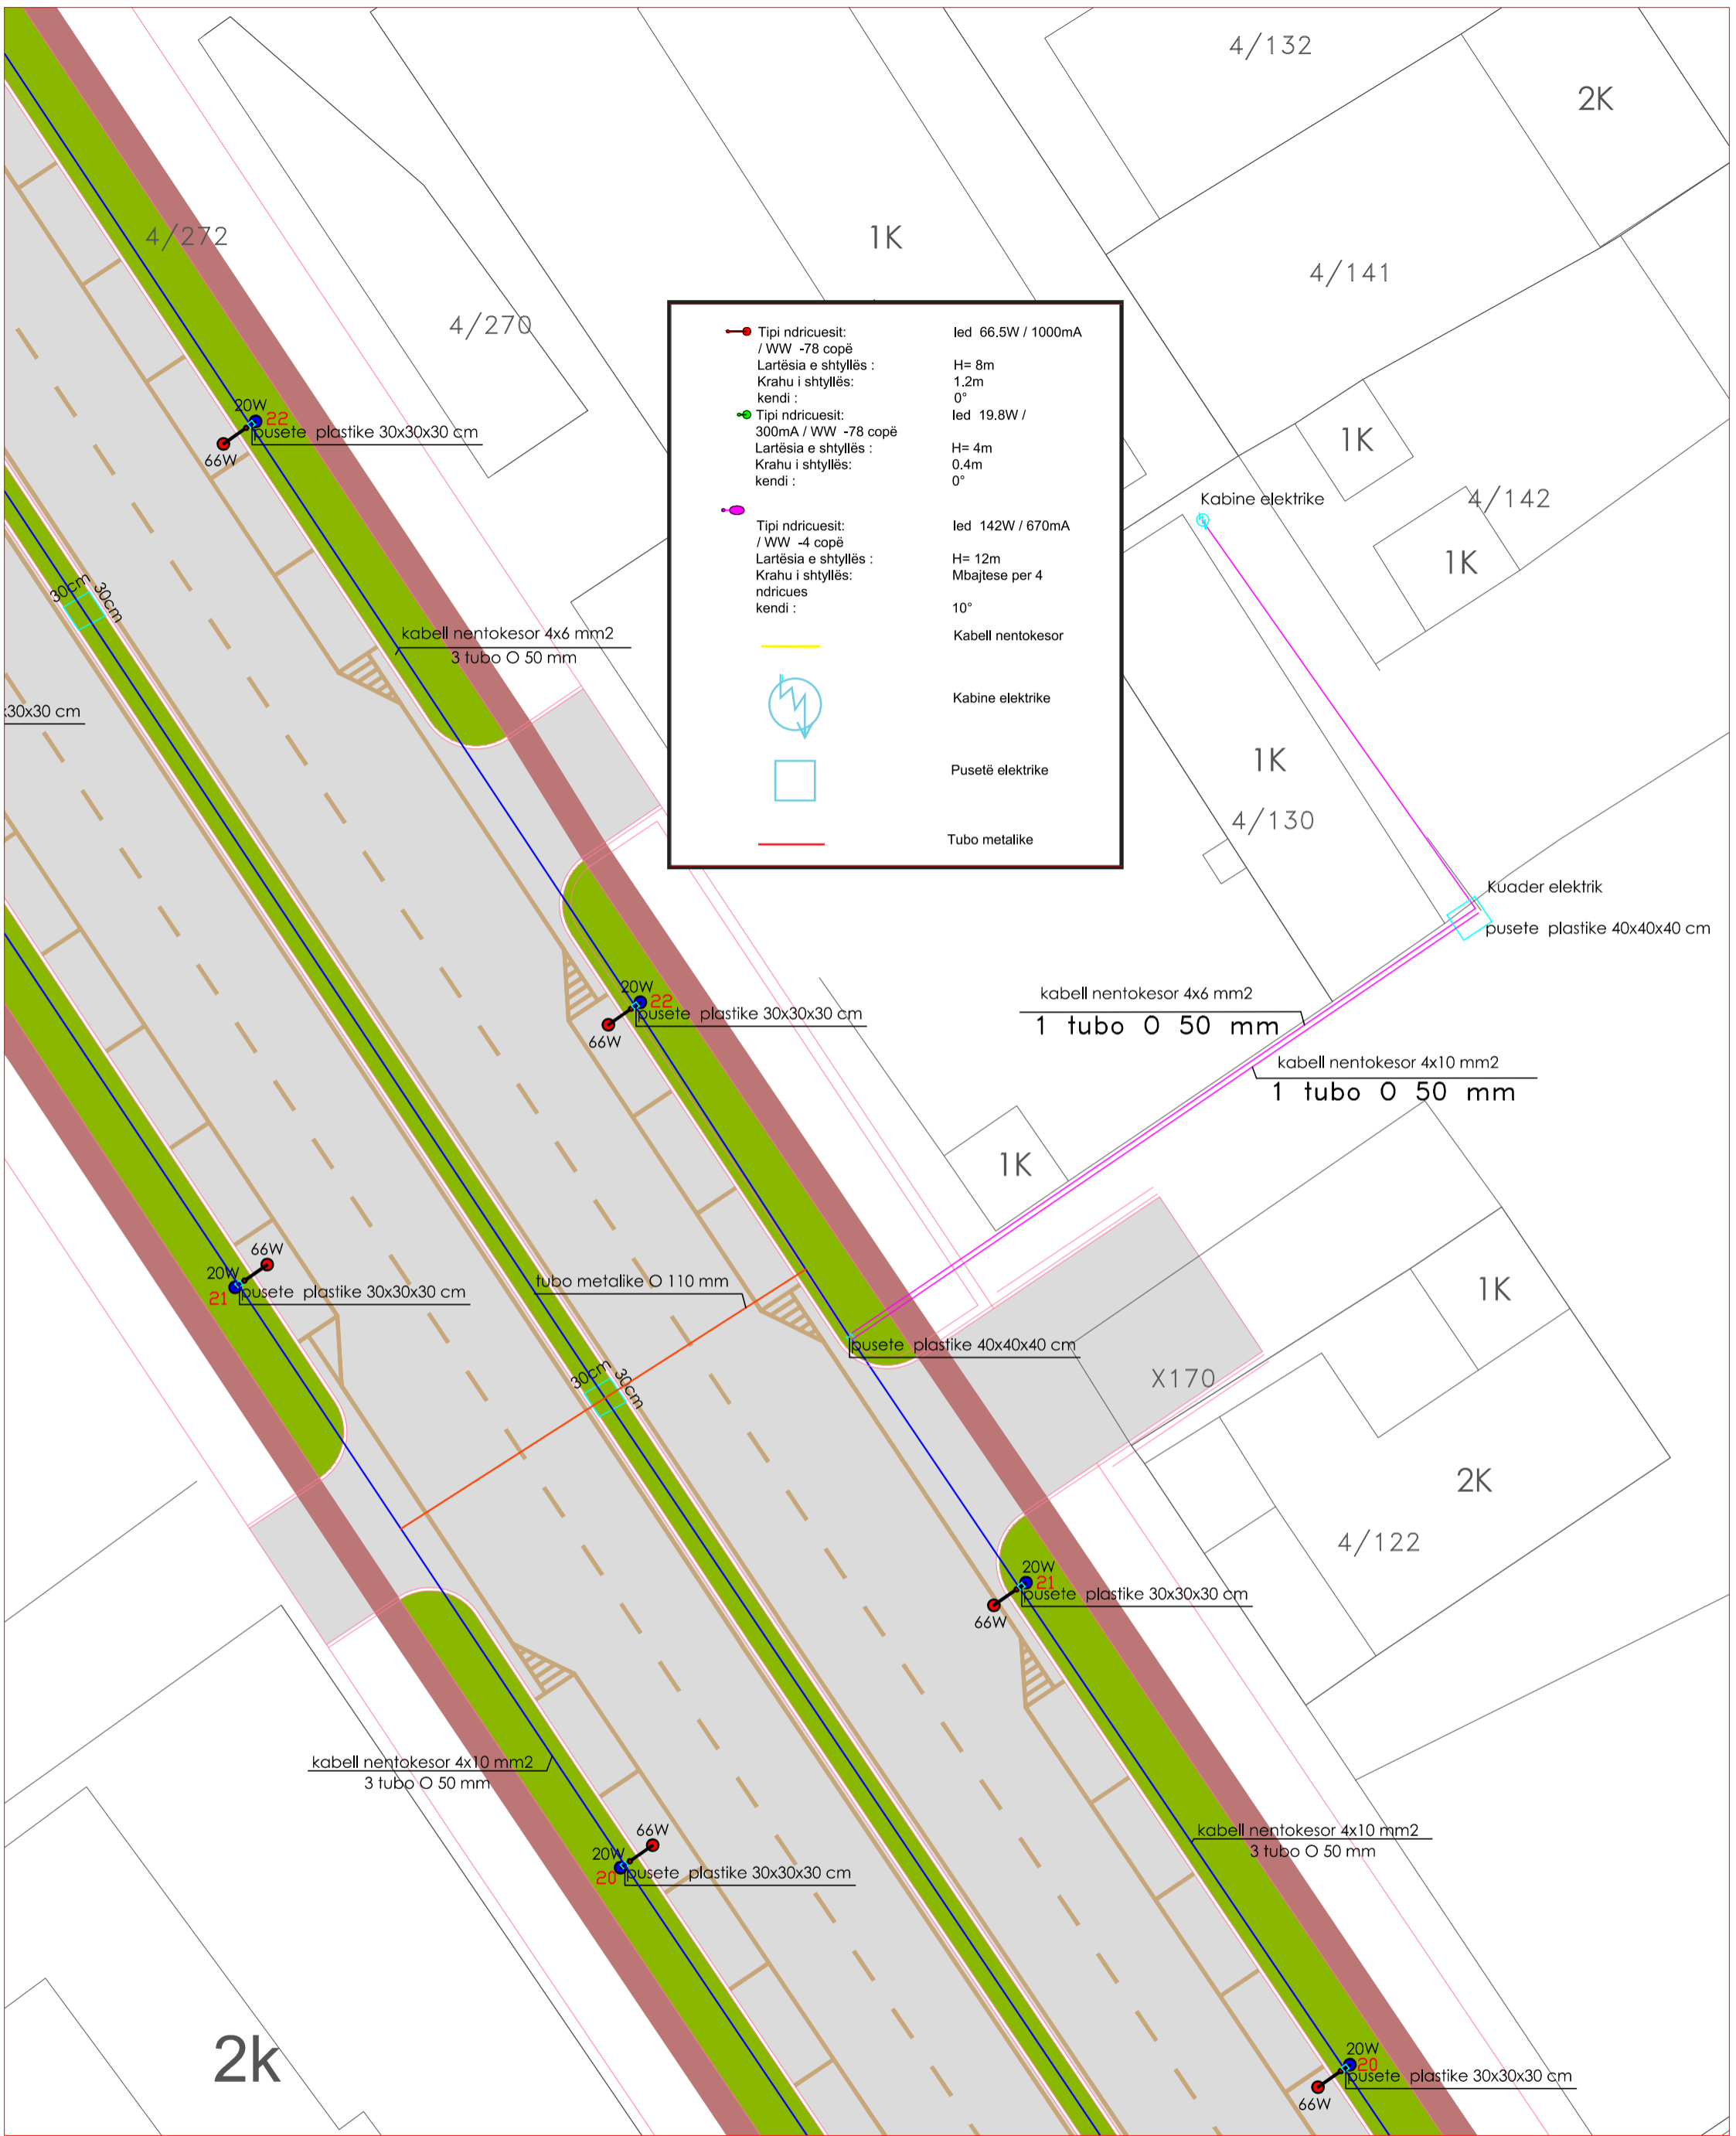 4/132
2K
4/272
1K
4/141
4/270
Tipi ndricuesit: led 66.5W / 1000mA
/ WW -78 copë
Lartësia e shtyllës : H= 8m
Krahu i shtyllës: 1.2m
kendi : 0°
Tipi ndricuesit: led 19.8W /
300mA / WW -78 copë
Lartësia e shtyllës : H= 4m
Krahu i shtyllës: 0.4m
kendi : 0°
Tipi ndricuesit: led 142W / 670mA
/ WW -4 copë
Lartësia e shtyllës : H= 12m
Krahu i shtyllës: Mbajtese per 4
ndricues
kendi : 10°
Kabell nentokesor
Kabine elektrike
Pusetë elektrike
Tubo metalike
20W
22
pusete plastike 30x30x30 cm
66W
1K
Kabine elektrike
4/142
1K
30cm 30cm
kabell nentokesor 4x6 mm2
3 tubo O 50 mm
x30x30 cm
1K
4/130
Kuader elektrik
pusete plastike 40x40x40 cm
20W
22
pusete plastike 30x30x30 cm
66W
kabell nentokesor 4x6 mm2
1 tubo O 50 mm
kabell nentokesor 4x10 mm2
1 tubo O 50 mm
1K
66W
20W
21
pusete plastike 30x30x30 cm
tubo metalike O 110 mm
1K
pusete plastike 40x40x40 cm
30cm 30cm
X170
2K
4/122
20W
21
pusete plastike 30x30x30 cm
66W
kabell nentokesor 4x10 mm2
3 tubo O 50 mm
66W
20W
20
pusete plastike 30x30x30 cm
kabell nentokesor 4x10 mm2
3 tubo O 50 mm
2k
20W
20
pusete plastike 30x30x30 cm
66W